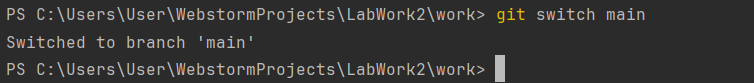 PS C:\Users\User\WebstormProjects\LabWork2\work> git switch main
Switched to branch 'main'
PS C:\Users\User\WebstormProjects\LabWork2\work>